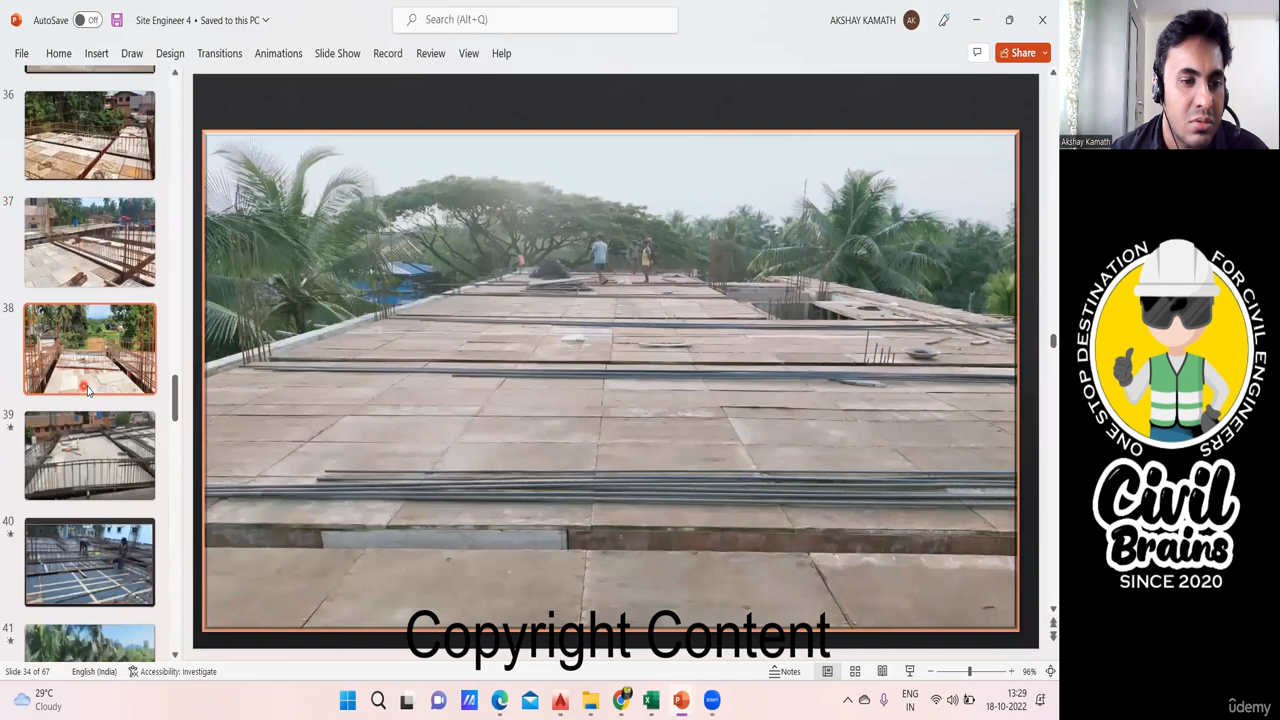 AutoSave Off Site Engineer 4 • Saved to this PC Search (Alt+Q) AKSHAY KAMATH AK
File Home Insert Draw Design Transitions Animations Slide Show Record Review View Help Share
36
37
38
39
40
41
Copyright Content
Slide 34 of 67 English (India) Accessibility: Investigate Notes 96%
29°C
Cloudy
ENG
IN
13:29
18-10-2022
Akshay Kamath
ONE STOP DESTINATION FOR CIVIL ENGINEERS
Civil
Brains
SINCE 2020
ûdemy